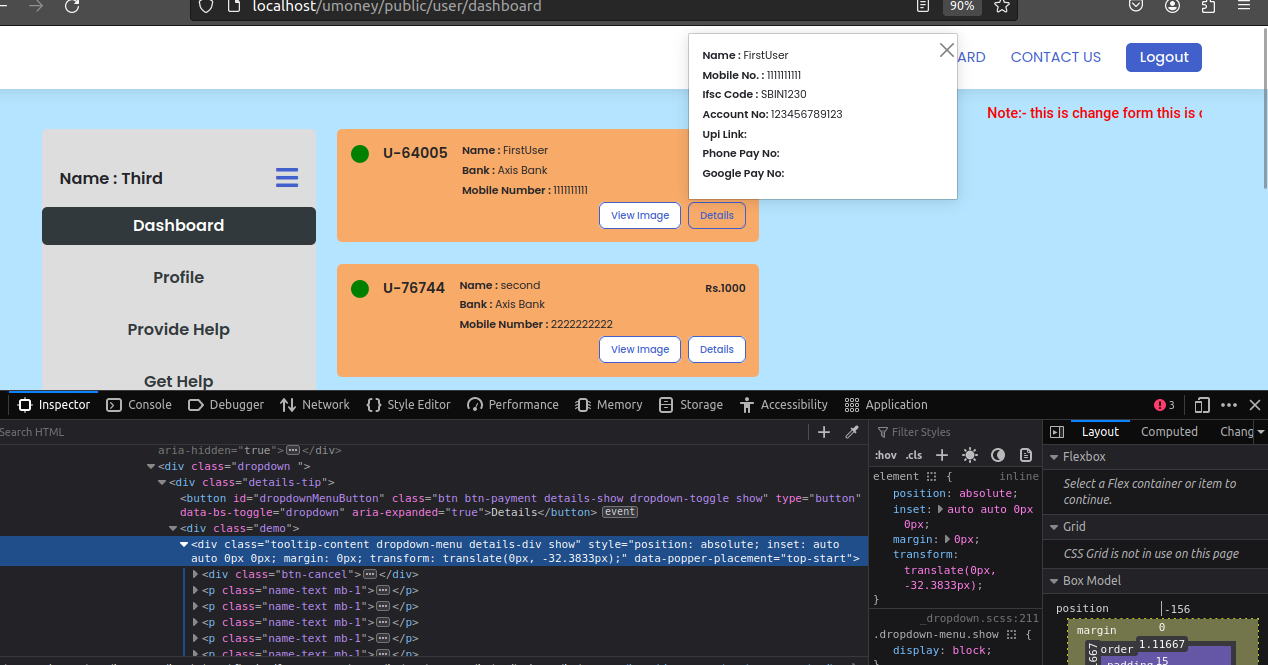 localhost/umoney/public/user/dashboard
90%
ARD
CONTACT US
Logout
Name : FirstUser
Mobile No. : 1111111111
Ifsc Code : SBIN1230
Account No: 123456789123
Upi Link:
Phone Pay No:
Google Pay No:
Note:- this is change form this is
Name : Third
Dashboard
Profile
Provide Help
Get Help
U-64005
Name : FirstUser
Bank : Axis Bank
Mobile Number : 1111111111
View Image
Details
U-76744
Name : second
Bank : Axis Bank
Mobile Number : 2222222222
Rs.1000
View Image
Details
Inspector
Console
Debugger
Network
Style Editor
Performance
Memory
Storage
Accessibility
Application
3
Search HTML
aria-hidden="true"></div>
<div class="dropdown ">
<div class="details-tip">
<button id="dropdownMenuButton" class="btn btn-payment details-show dropdown-toggle show" type="button"
data-bs-toggle="dropdown" aria-expanded="true">Details</button> event
<div class="demo">
<div class="tooltip-content dropdown-menu details-div show" style="position: absolute; inset: auto
auto 0px 0px; margin: 0px; transform: translate(0px, -32.3833px);" data-popper-placement="top-start">
<div class="btn-cancel"></div>
<p class="name-text mb-1"></p>
<p class="name-text mb-1"></p>
<p class="name-text mb-1"></p>
<p class="name-text mb-1"></p>
<p class="name-text mb-1"></p>
Filter Styles
:hov .cls
element { inline
position: absolute;
inset: auto auto 0px
0px;
margin: 0px;
transform:
translate(0px,
-32.3833px);
}
_dropdown.scss:211
.dropdown-menu.show {
display: block;
Layout
Computed
Chang
Flexbox
Select a Flex container or item to
continue.
Grid
CSS Grid is not in use on this page
Box Model
position
-156
margin
0
order
1.11667
padding
15